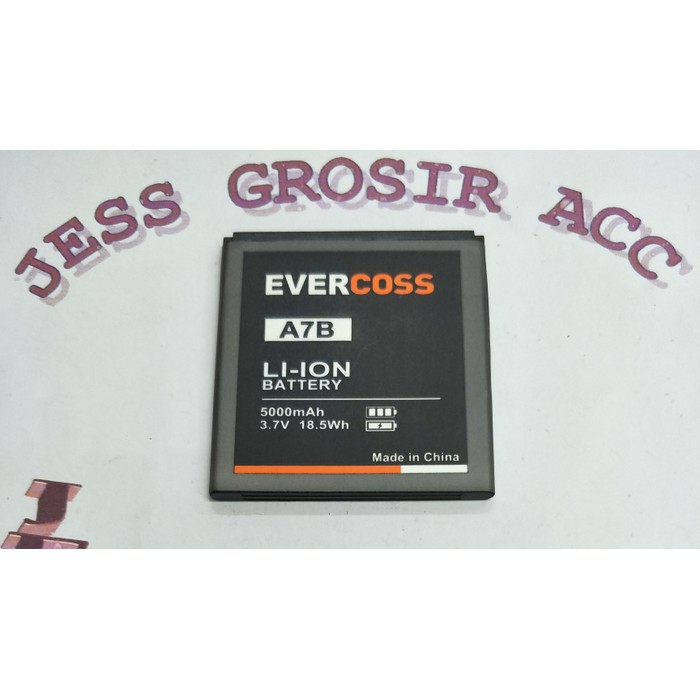 JESS GROSIR ACC
EVERCOSS
A7B
LI-ION
BATTERY
5000mAh
3.7V 18.5Wh
Made in China